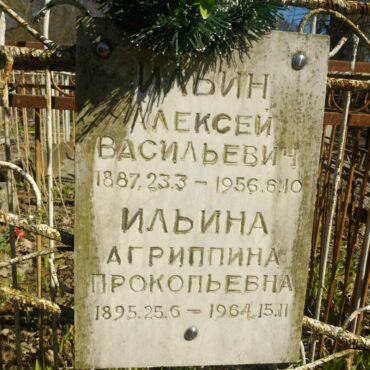 ИЛЬИН
АЛЕКСЕЙ
ВАСИЛЬЕВИЧ
1887.23.3 – 1956.6.10
ИЛЬИНА
АГРИППИНА
ПРОКОПЬЕВНА
1895.25.6 – 1964.15.11